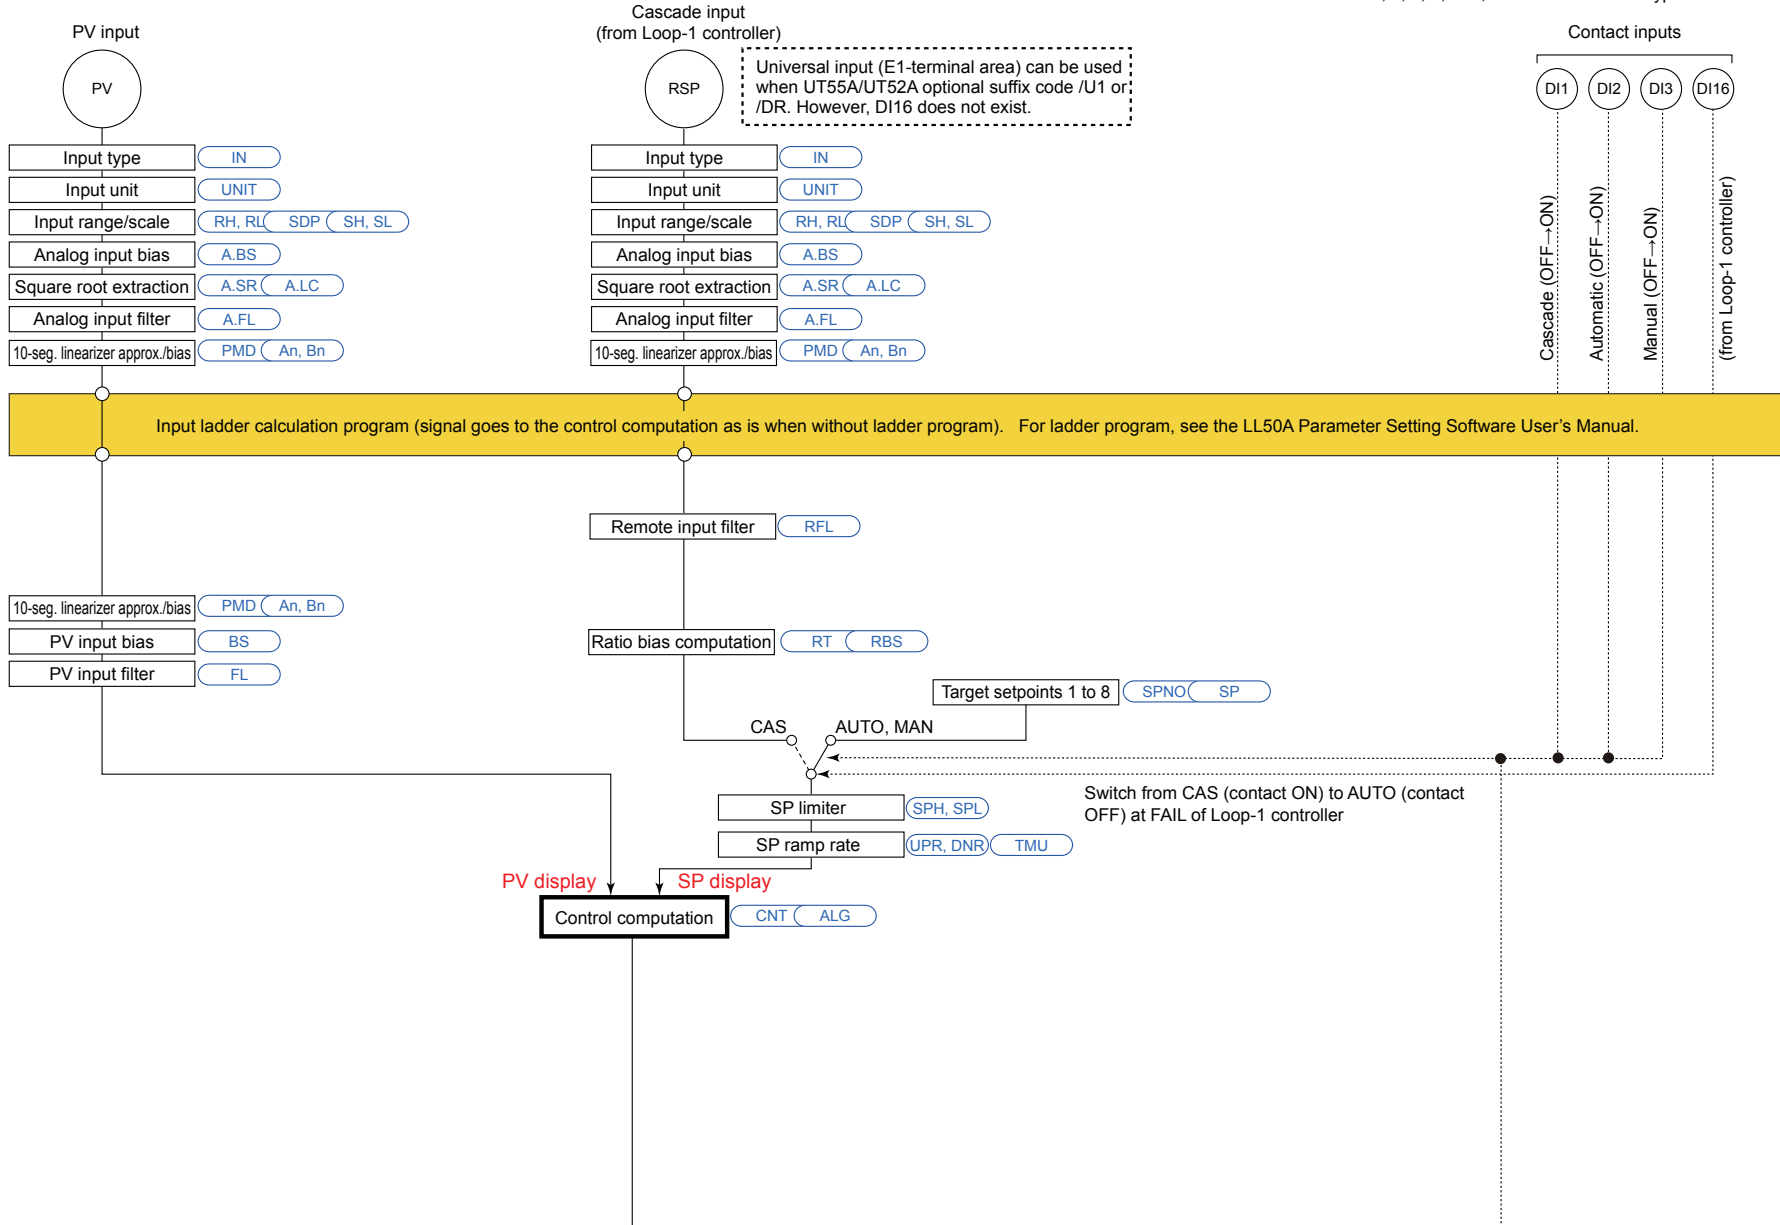 PV input
Cascade input
(from Loop-1 controller)
Contact inputs
PV
RSP
Universal input (E1-terminal area) can be used
when UT55A/UT52A optional suffix code /U1 or
/DR. However, DI16 does not exist.
DI1 DI2 DI3 DI16
Input type IN
Input unit UNIT
Input range/scale RH, RL SDP SH, SL
Analog input bias A.BS
Square root extraction A.SR A.LC
Analog input filter A.FL
10-seg. linearizer approx./bias PMD An, Bn
Input type IN
Input unit UNIT
Input range/scale RH, RL SDP SH, SL
Analog input bias A.BS
Square root extraction A.SR A.LC
Analog input filter A.FL
10-seg. linearizer approx./bias PMD An, Bn
Cascade (OFF→ON)
Automatic (OFF→ON)
Manual (OFF→ON)
(from Loop-1 controller)
Input ladder calculation program (signal goes to the control computation as is when without ladder program). For ladder program, see the LL50A Parameter Setting Software User's Manual.
Remote input filter RFL
10-seg. linearizer approx./bias PMD An, Bn
PV input bias BS
PV input filter FL
Ratio bias computation RT RBS
Target setpoints 1 to 8 SPNO SP
CAS AUTO, MAN
Switch from CAS (contact ON) to AUTO (contact
OFF) at FAIL of Loop-1 controller
SP limiter SPH, SPL
SP ramp rate UPR, DNR TMU
PV display SP display
Control computation CNT ALG